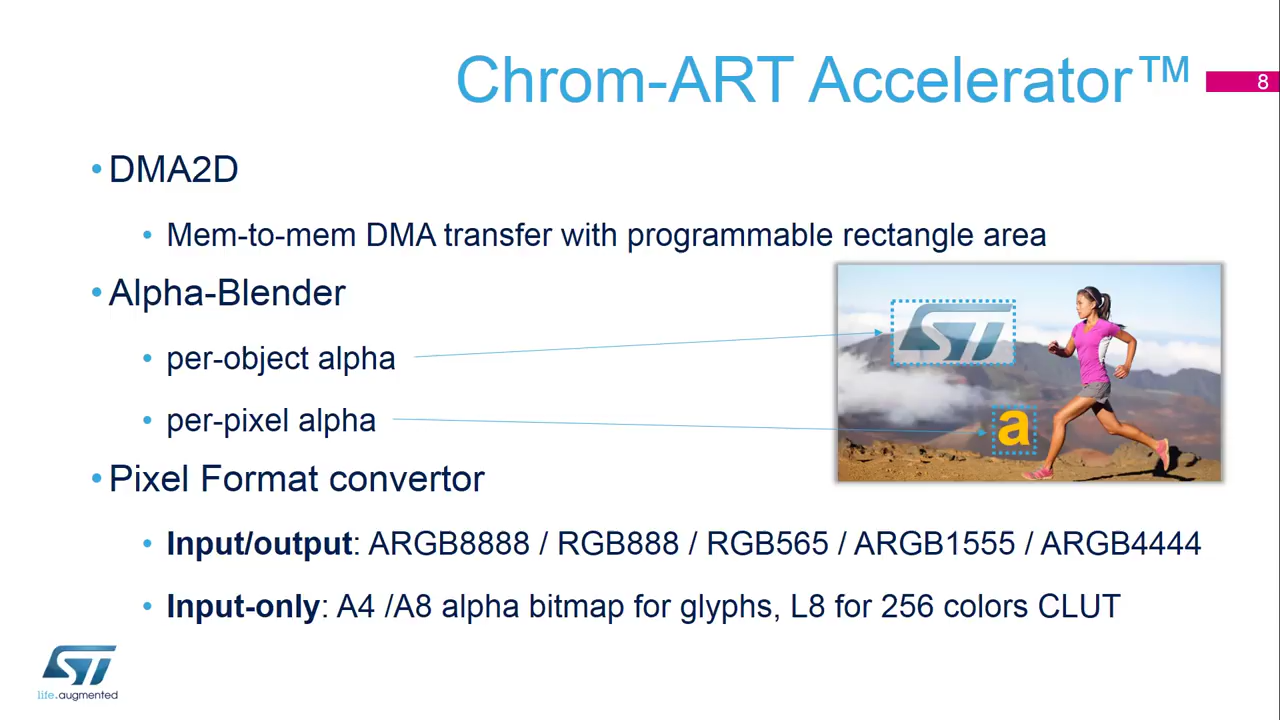 Chrom-ART Accelerator™
8
• DMA2D
• Mem-to-mem DMA transfer with programmable rectangle area
• Alpha-Blender
• per-object alpha
ST
• per-pixel alpha
a
• Pixel Format convertor
• Input/output: ARGB8888 / RGB888 / RGB565 / ARGB1555 / ARGB4444
• Input-only: A4 /A8 alpha bitmap for glyphs, L8 for 256 colors CLUT
ST
life.augmented